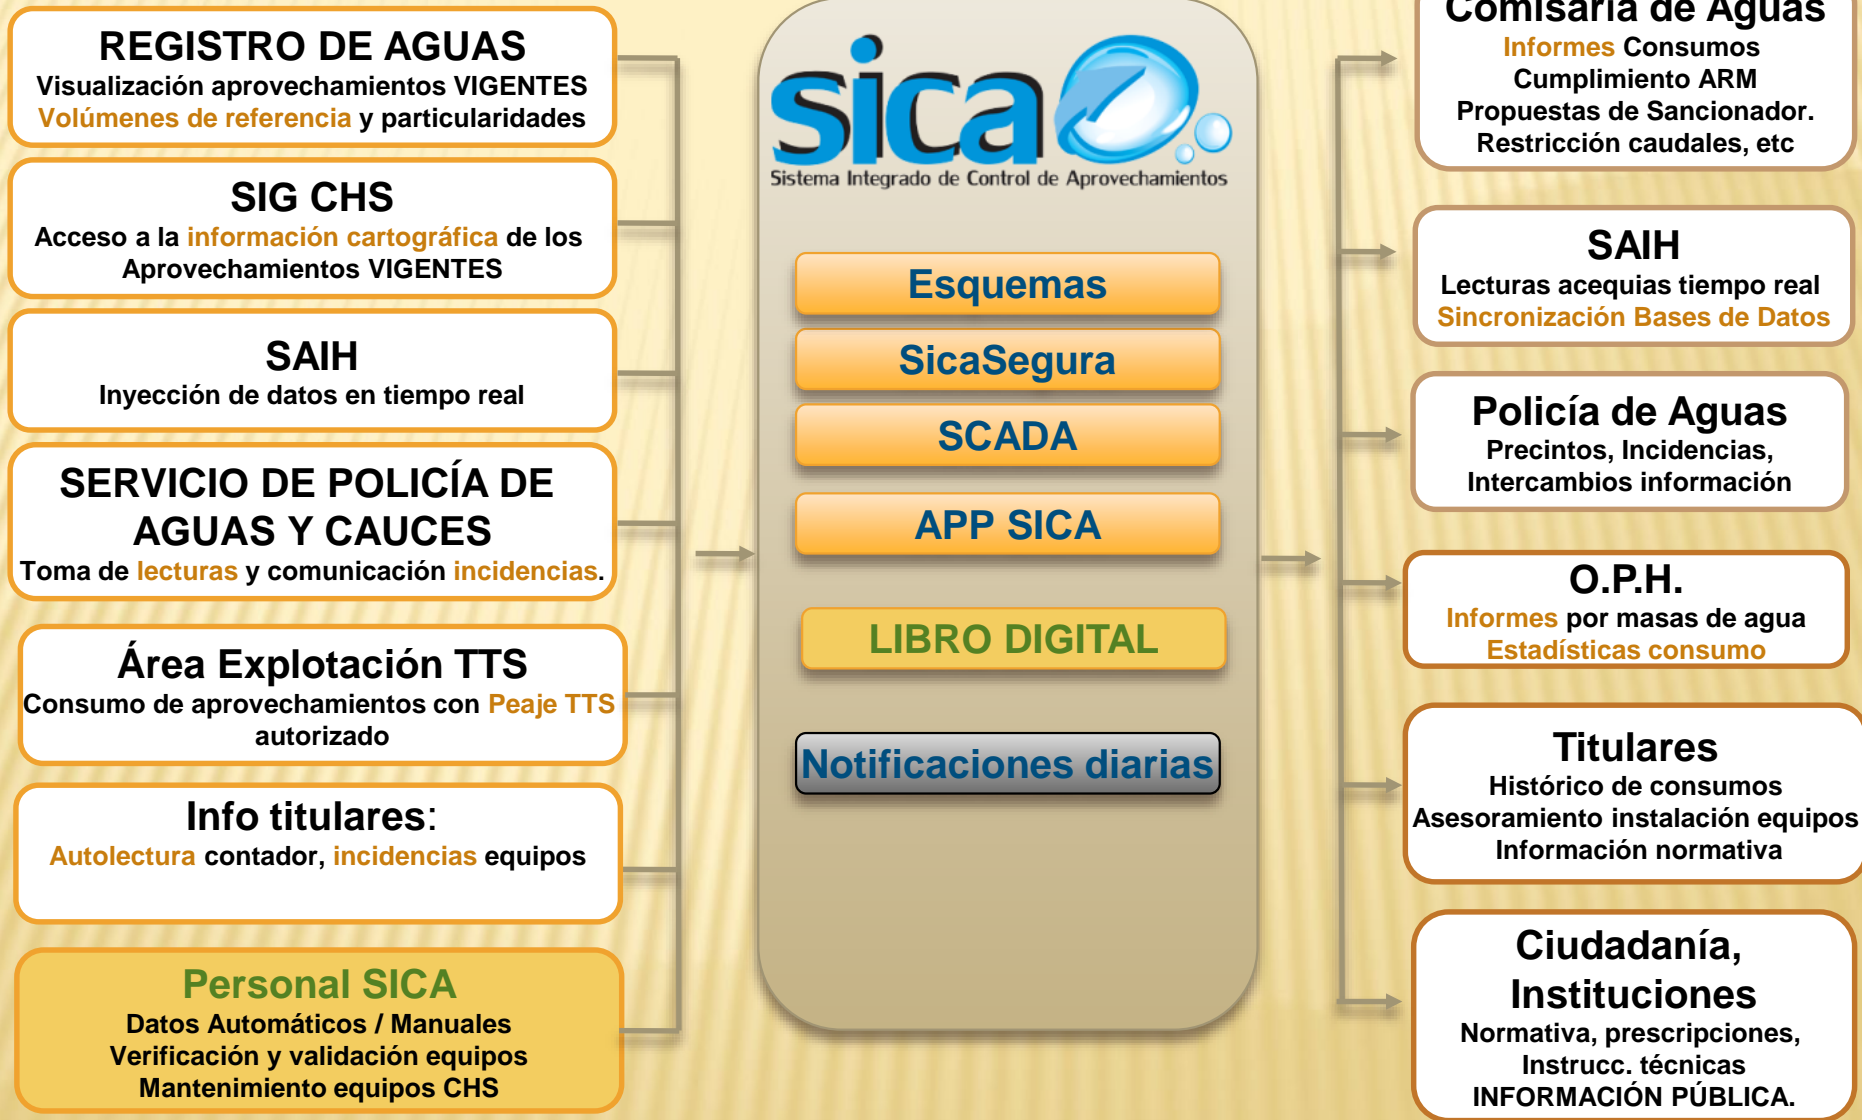 REGISTRO DE AGUAS
Visualización aprovechamientos VIGENTES
Volúmenes de referencia y particularidades
SIG CHS
Acceso a la información cartográfica de los
Aprovechamientos VIGENTES
SAIH
Inyección de datos en tiempo real
SERVICIO DE POLICÍA DE
AGUAS Y CAUCES
Toma de lecturas y comunicación incidencias.
Área Explotación TTS
Consumo de aprovechamientos con Peaje TTS
autorizado
Info titulares:
Autolectura contador, incidencias equipos
Personal SICA
Datos Automáticos / Manuales
Verificación y validación equipos
Mantenimiento equipos CHS
sica
Sistema Integrado de Control de Aprovechamientos
Esquemas
SicaSegura
SCADA
APP SICA
LIBRO DIGITAL
Notificaciones diarias
Comisaría de Aguas
Informes Consumos
Cumplimiento ARM
Propuestas de Sancionador.
Restricción caudales, etc
SAIH
Lecturas acequias tiempo real
Sincronización Bases de Datos
Policía de Aguas
Precintos, Incidencias,
Intercambios información
O.P.H.
Informes por masas de agua
Estadísticas consumo
Titulares
Histórico de consumos
Asesoramiento instalación equipos
Información normativa
Ciudadanía,
Instituciones
Normativa, prescripciones,
Instrucc. técnicas
INFORMACIÓN PÚBLICA.